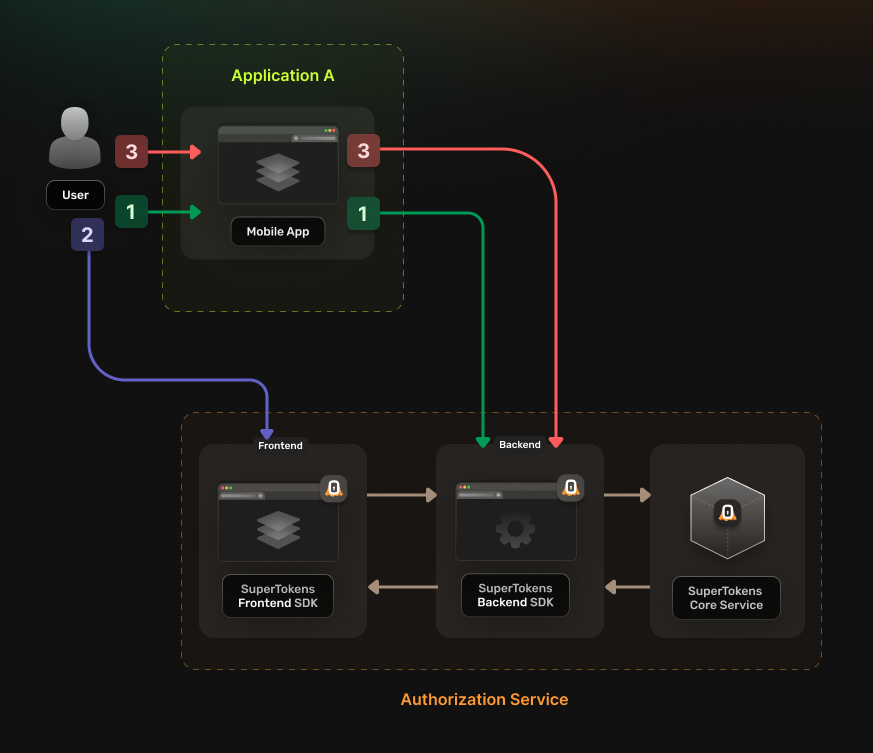 Application A
3
3
User
1
1
2
Mobile App
Frontend
Backend
SuperTokens
Frontend SDK
SuperTokens
Backend SDK
SuperTokens
Core Service
Authorization Service